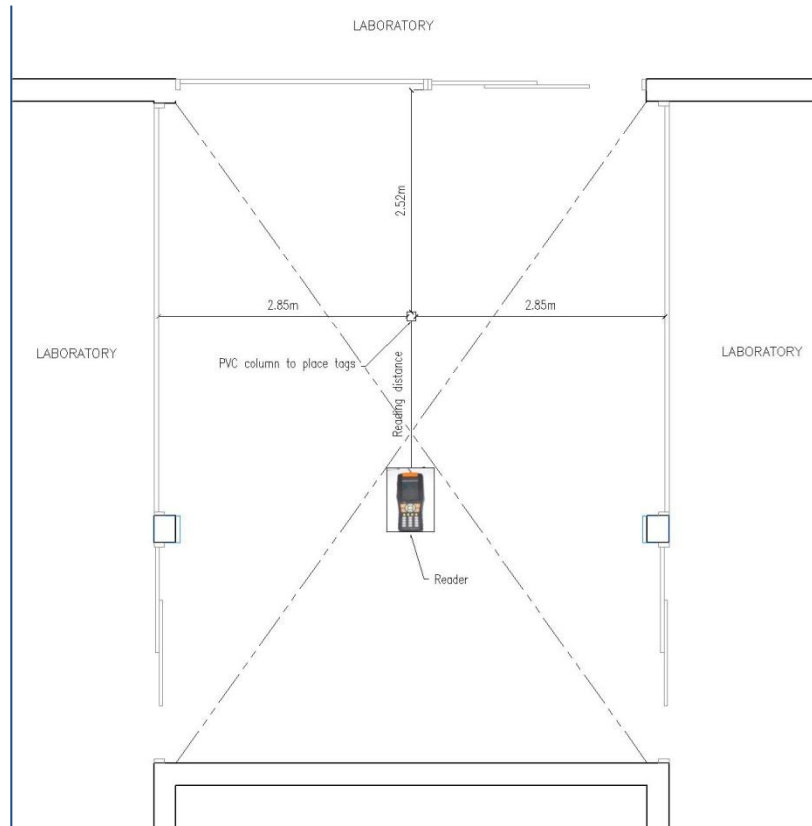 LABORATORY
2.52m
2.85m
2.85m
LABORATORY
LABORATORY
PVC column to place tags
Reading distance
Reader